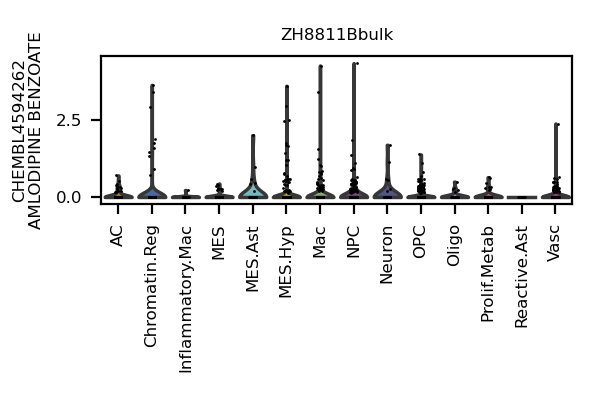 ZH8811Bbulk
CHEMBL4594262
AMLODIPINE BENZOATE
2.5
0.0
AC
Chromatin.Reg
Inflammatory.Mac
MES
MES.Ast
MES.Hyp
Mac
NPC
Neuron
OPC
Oligo
Prolif.Metab
Reactive.Ast
Vasc